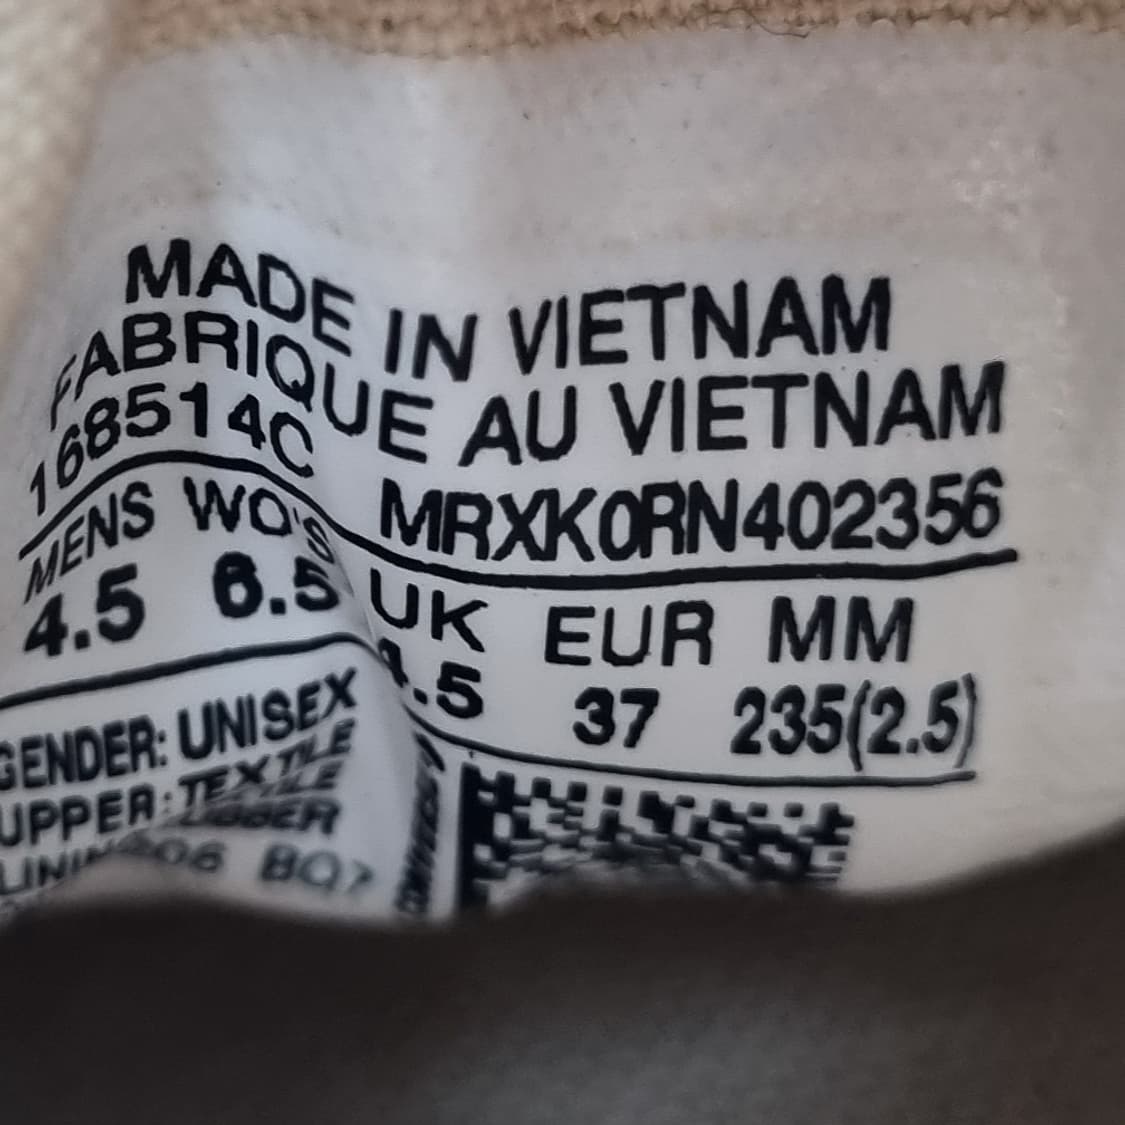 MADE IN VIETNAM
FABRIQUE AU VIETNAM
168514C MRXK0RN402356
MENS WO'S UK EUR MM
4.5 6.5 4.5 37 235(2.5)
GENDER: UNISEX
UPPER: TEXTILE
CONVERSE